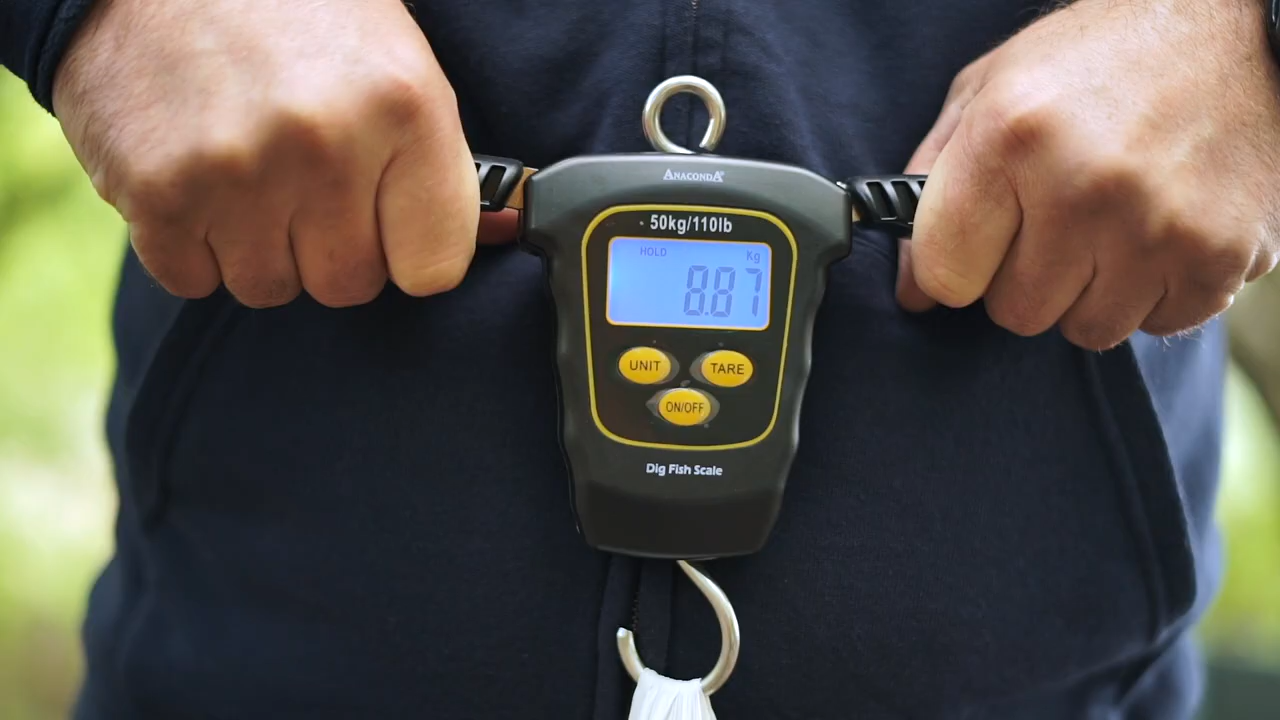 ANACONDA®
50kg/110lb
HOLD Kg
8.87
UNIT TARE
ON/OFF
Dig Fish Scale